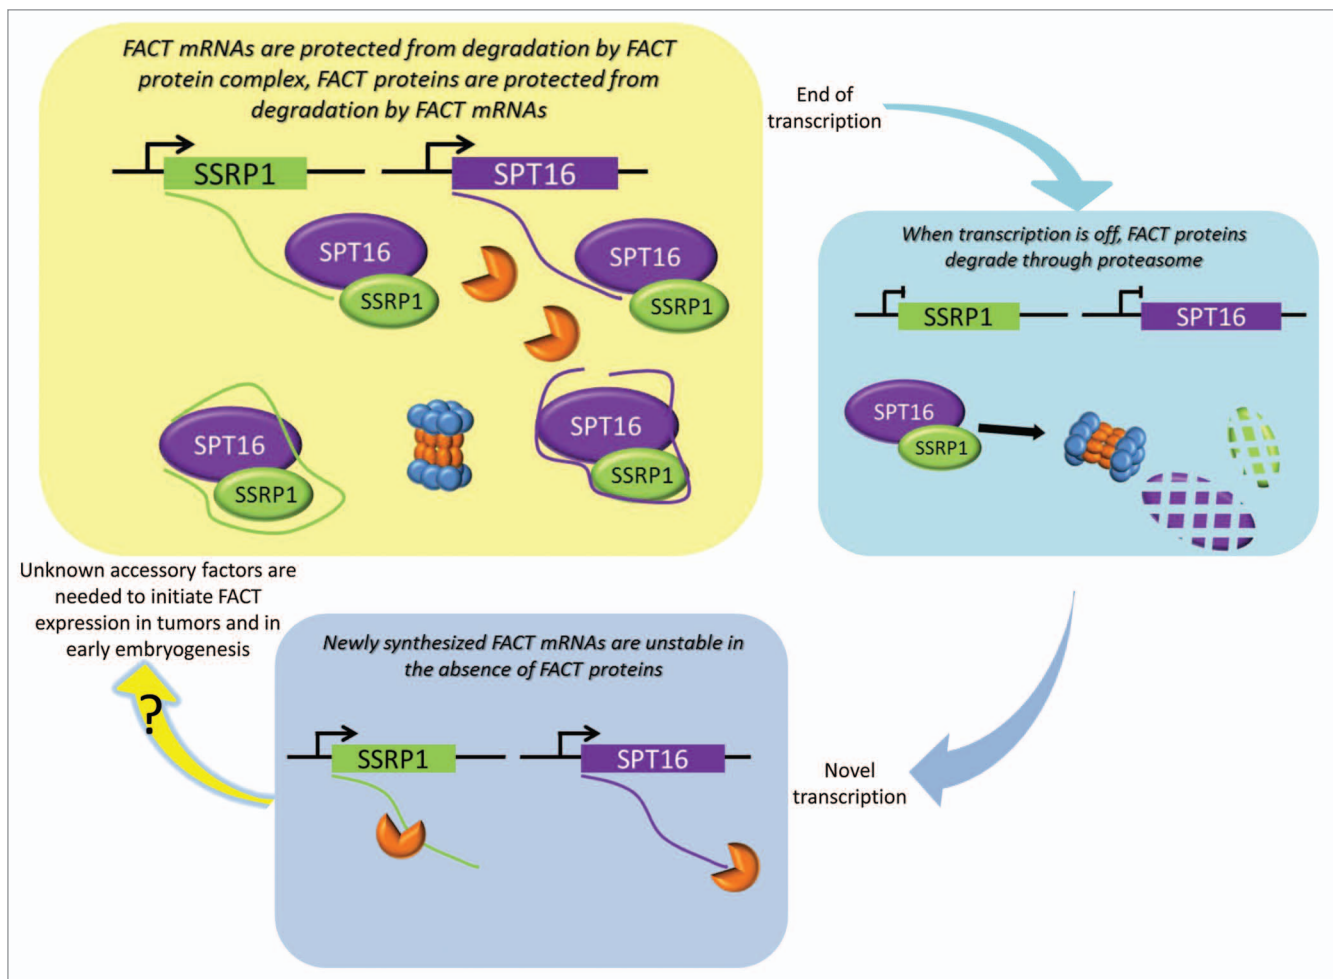 FACT mRNAs are protected from degradation by FACT
protein complex, FACT proteins are protected from
degradation by FACT mRNAs
SSRP1
SPT16
SPT16
SSRP1
SPT16
SSRP1
SPT16
SSRP1
SPT16
SSRP1
End of
transcription
When transcription is off, FACT proteins
degrade through proteasome
SSRP1
SPT16
SPT16
SSRP1
Unknown accessory factors are
needed to initiate FACT
expression in tumors and in
early embryogenesis
?
Newly synthesized FACT mRNAs are unstable in
the absence of FACT proteins
SSRP1
SPT16
Novel
transcription